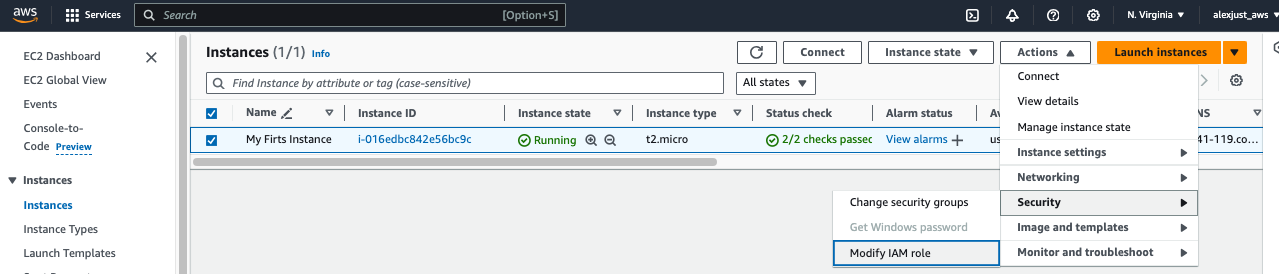 aws Services Search [Option+S] N. Virginia alexjust_aws
EC2 Dashboard
EC2 Global View
Events
Console-to-
Code Preview
Instances
Instances
Instance Types
Launch Templates
Instances (1/1) Info Connect Instance state Actions Launch instances
Find Instance by attribute or tag (case-sensitive) All states
Name Instance ID Instance state Instance type Status check Alarm status
My Firts Instance i-016edbc842e56bc9c Running t2.micro 2/2 checks passed View alarms 41-119.co...
Connect
View details
Manage instance state
Instance settings
Networking
Security
Image and templates
Monitor and troubleshoot
Change security groups
Get Windows password
Modify IAM role